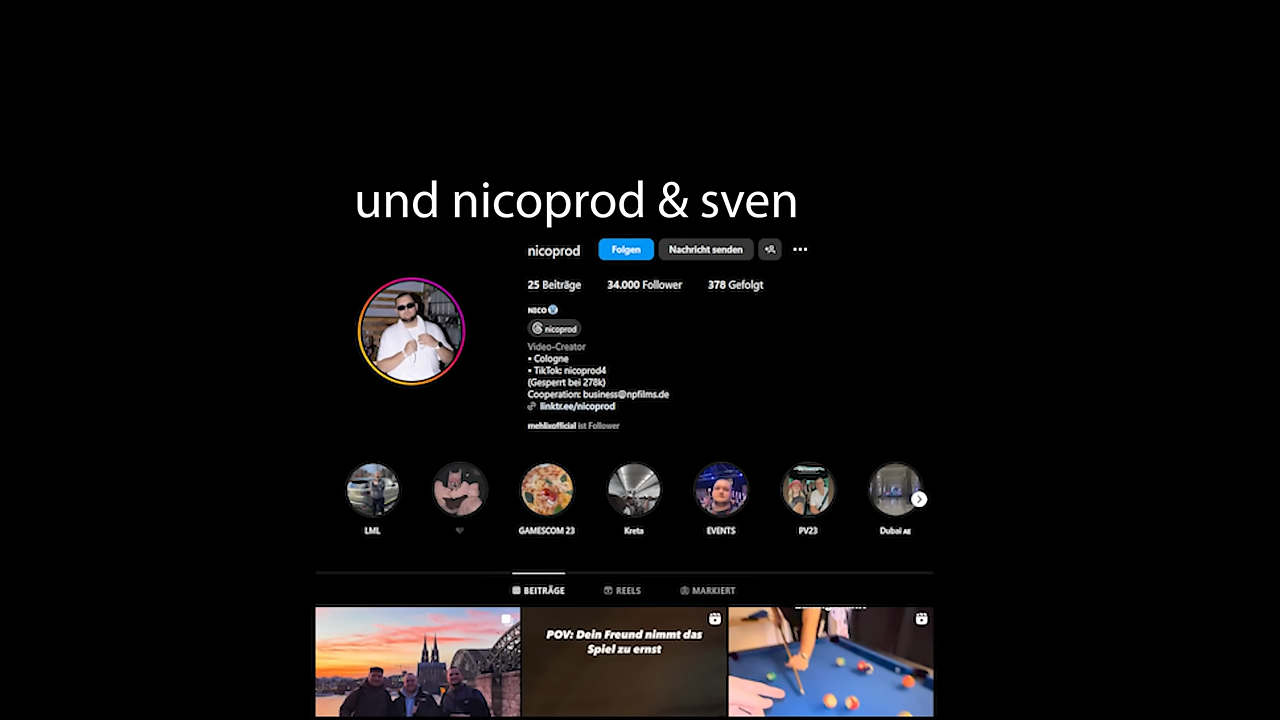 und nicoprod & sven
nicoprod Folgen Nachricht senden
25 Beiträge 34.000 Follower 378 Gefolgt
NICO
nicoprod
Video-Creator
• Cologne
• TikTok: nicoprod4
(Gesperrt bei 278k)
Cooperation: business@npfilms.de
linktr.ee/nicoprod
mehlixofficial ist Follower
LML GAMESCOM 23 Kreta EVENTS PV23 Dubai AE
BEITRÄGE REELS MARKIERT
POV: Dein Freund nimmt das
Spiel zu ernst